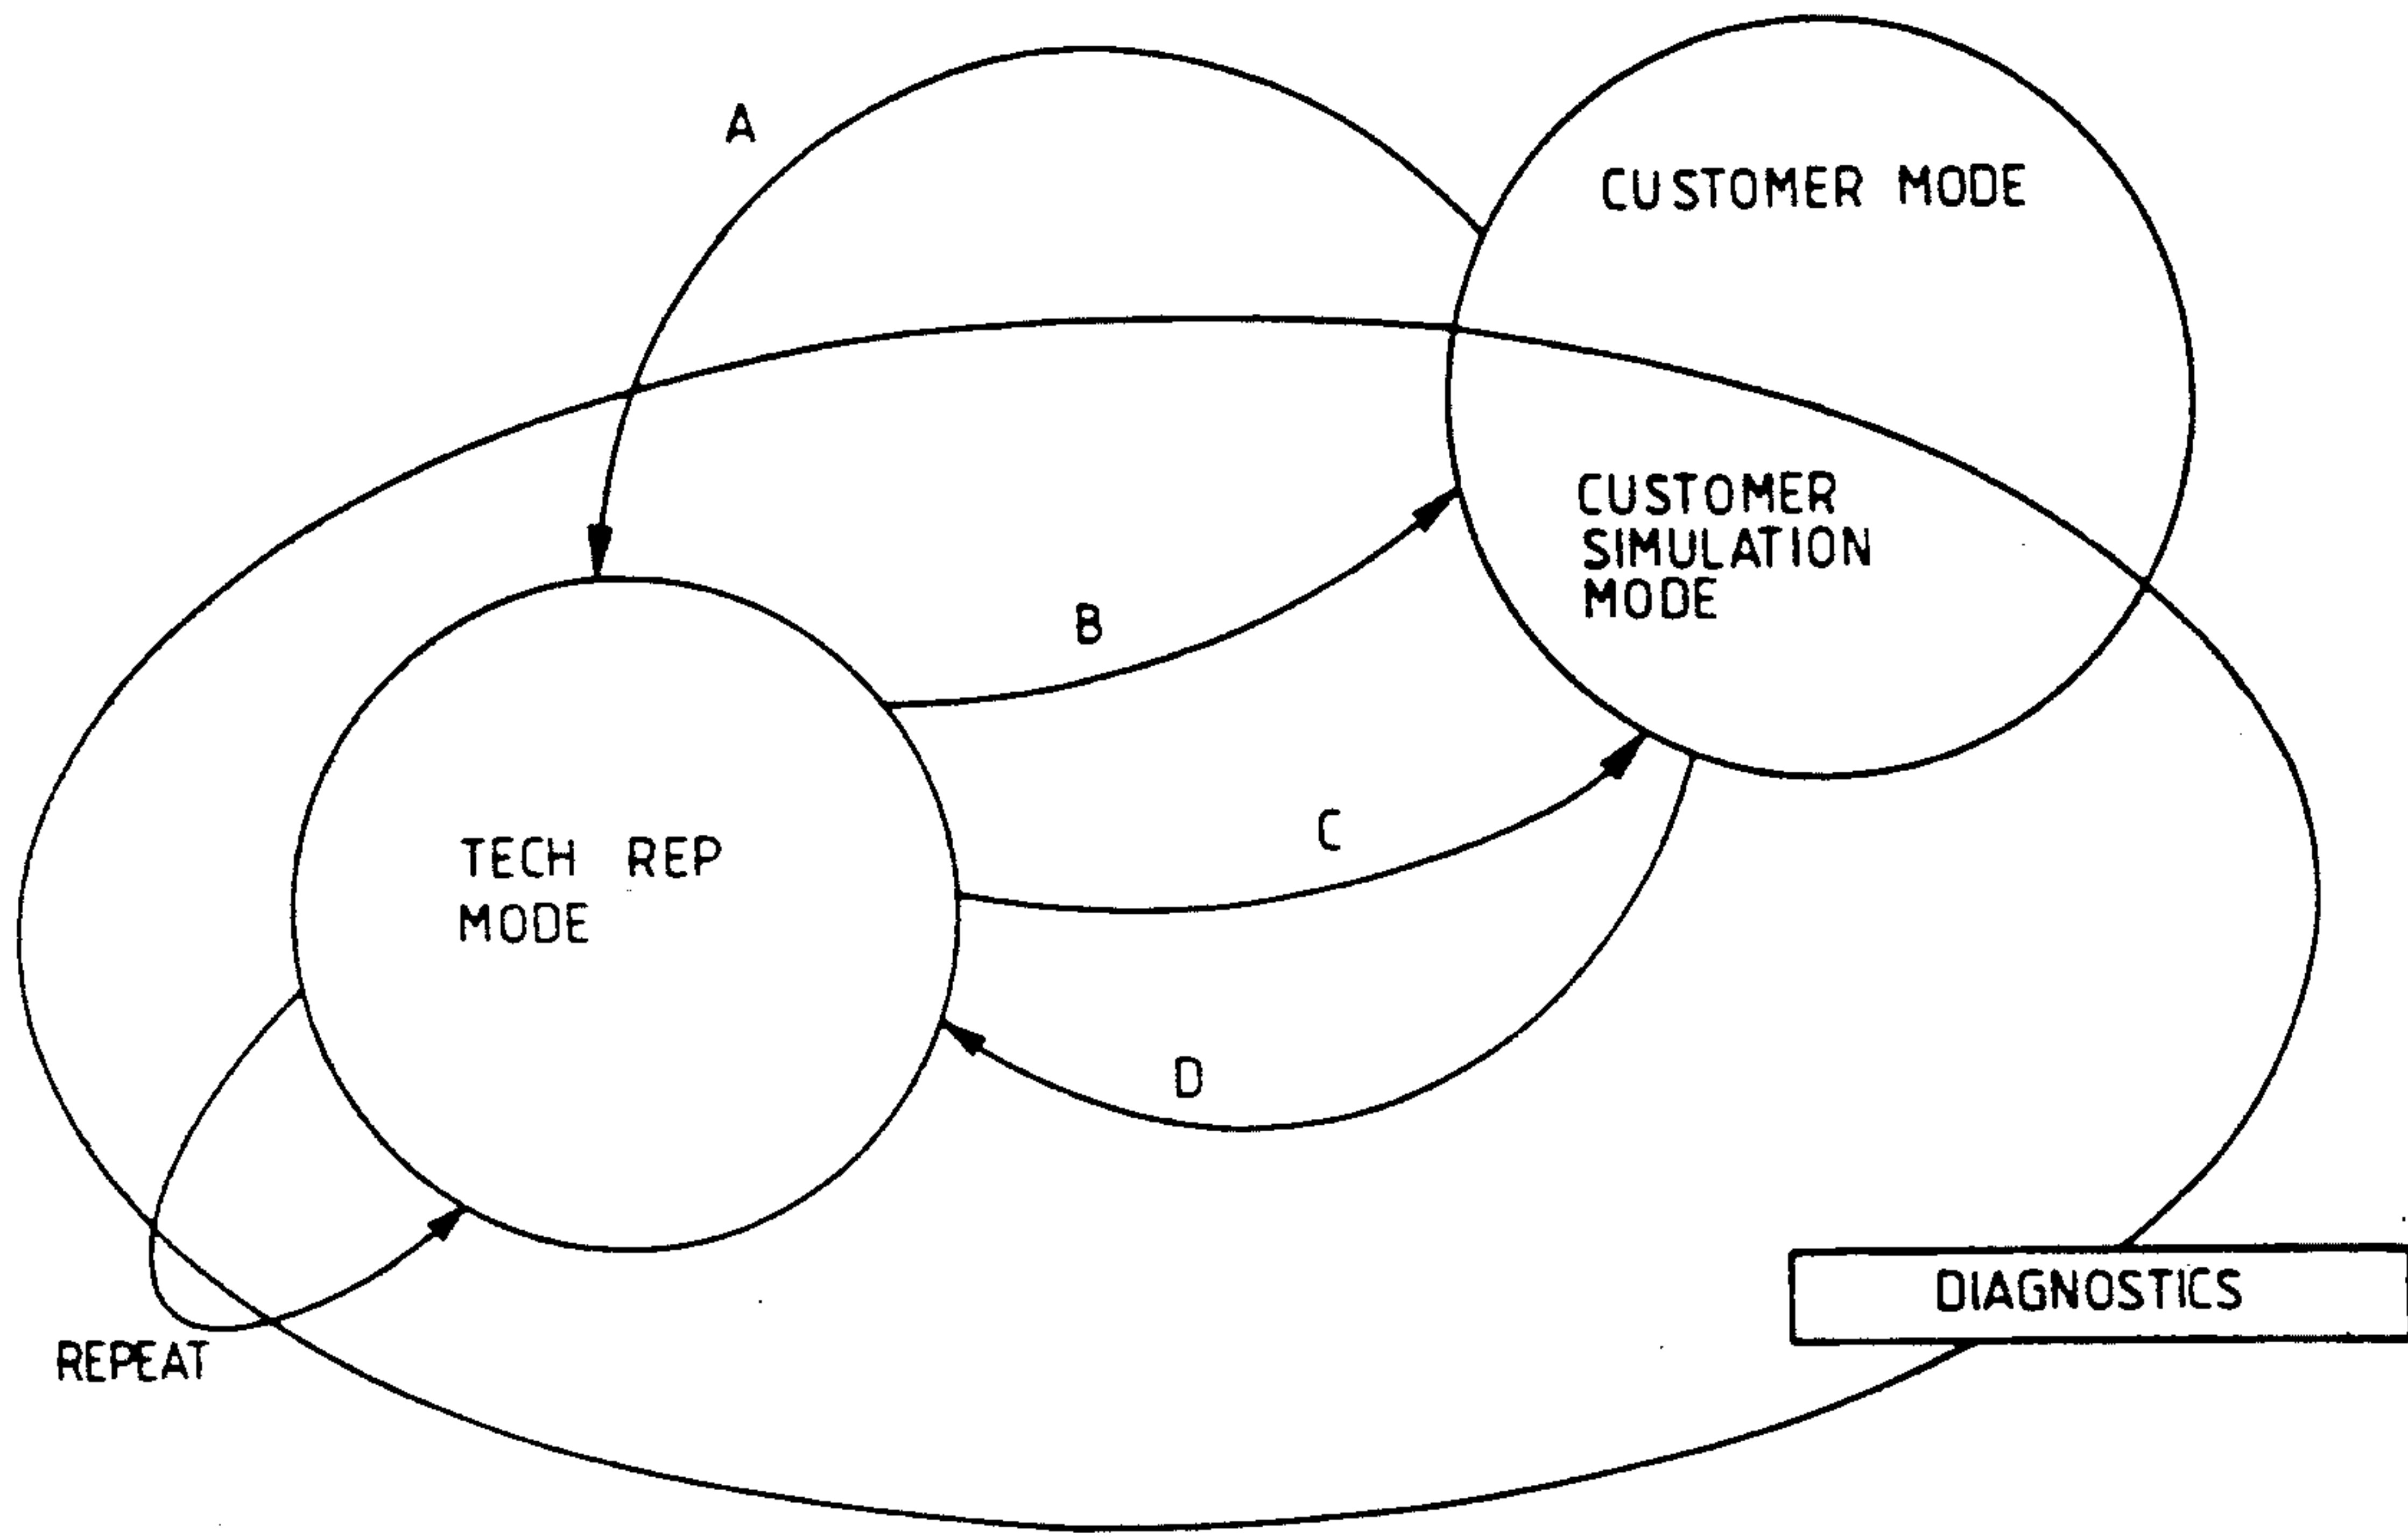 A
CUSTOMER MODE
CUSTOMER
SIMULATION
MODE
B
TECH REP
MODE
C
D
DIAGNOSTICS
REPEAT